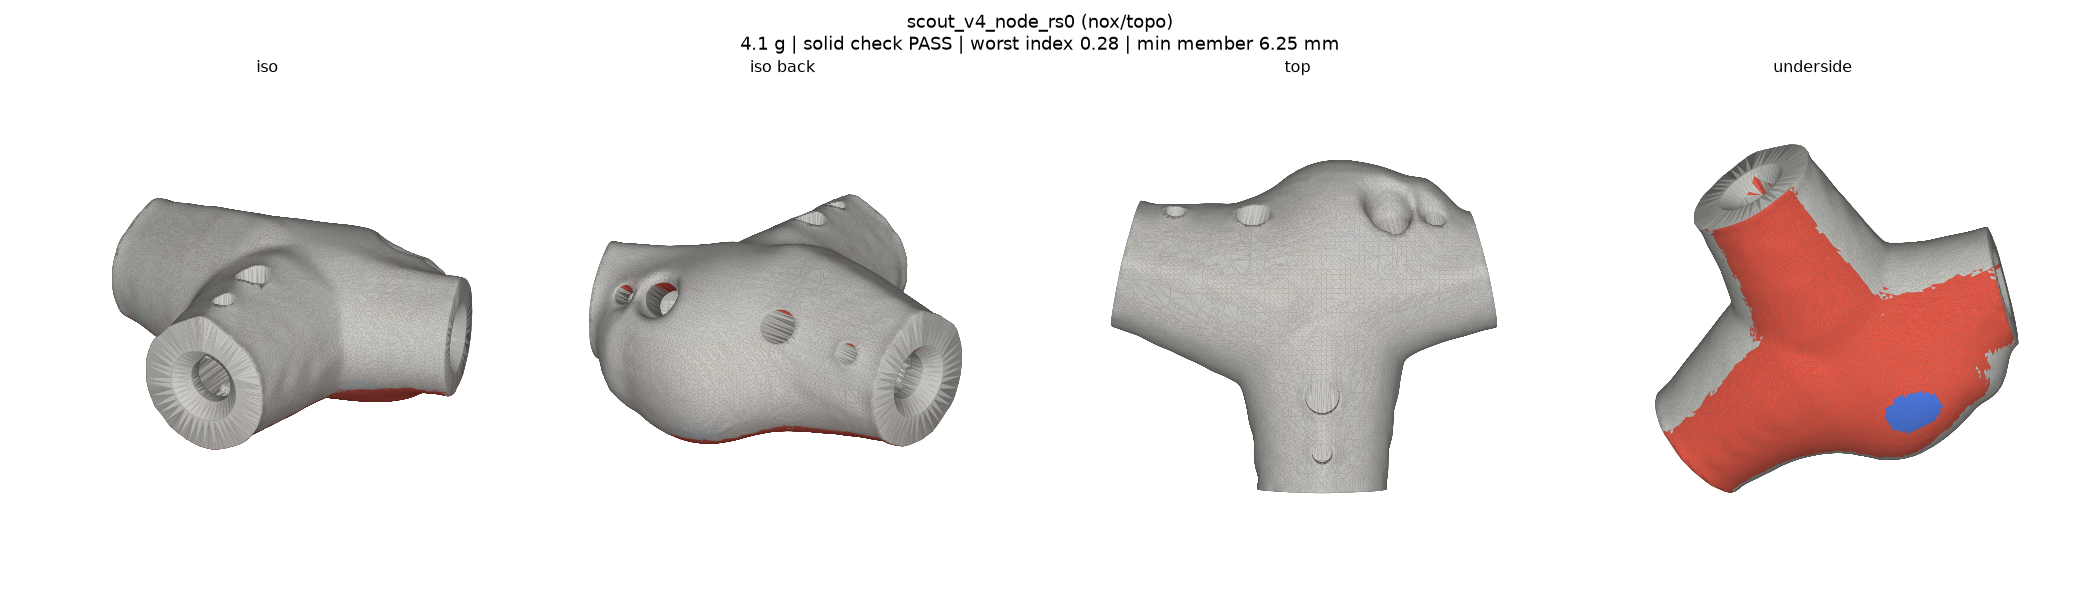 scout_v4_node_rs0 (nox/topo)
4.1 g | solid check PASS | worst index 0.28 | min member 6.25 mm
iso
iso back
top
underside